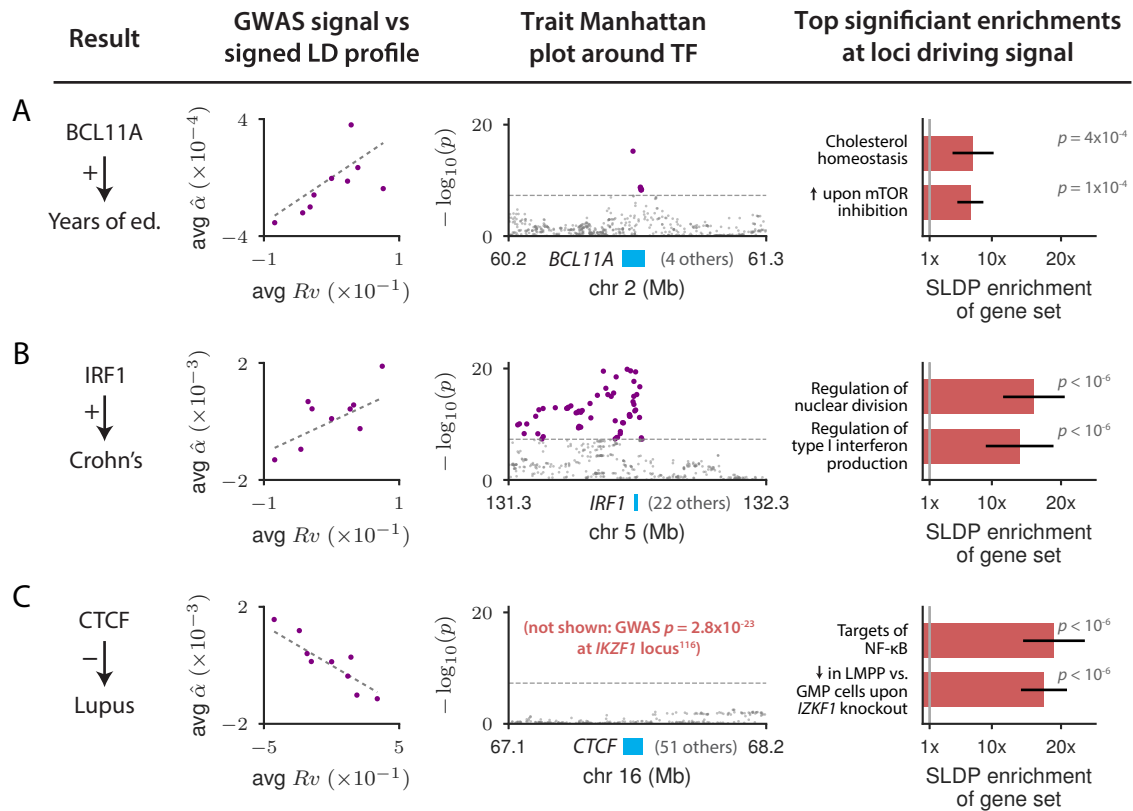 Result
GWAS signal vs
signed LD profile
Trait Manhattan
plot around TF
Top significiant enrichments
at loci driving signal
A
BCL11A
+
Years of ed.
avg α̂ (×10⁻⁴)
4
−4
−1
1
avg Rv (×10⁻¹)
− log₁₀(p)
20
0
60.2
BCL11A
(4 others)
61.3
chr 2 (Mb)
Cholesterol
homeostasis
p = 4x10⁻⁴
↑ upon mTOR
inhibition
p = 1x10⁻⁴
1x
10x
20x
SLDP enrichment
of gene set
B
IRF1
+
Crohn's
avg α̂ (×10⁻³)
2
−2
−1
1
avg Rv (×10⁻¹)
− log₁₀(p)
20
0
131.3
IRF1
(22 others)
132.3
chr 5 (Mb)
Regulation of
nuclear division
p < 10⁻⁶
Regulation of
type I interferon
production
p < 10⁻⁶
1x
10x
20x
SLDP enrichment
of gene set
C
CTCF
−
Lupus
avg α̂ (×10⁻³)
2
−2
−5
5
avg Rv (×10⁻¹)
− log₁₀(p)
20
0
(not shown: GWAS p = 2.8x10⁻²³
at IKZF1 locus¹¹⁶)
67.1
CTCF
(51 others)
68.2
chr 16 (Mb)
Targets of
NF-κB
p < 10⁻⁶
↓ in LMPP vs.
GMP cells upon
IZKF1 knockout
p < 10⁻⁶
1x
10x
20x
SLDP enrichment
of gene set